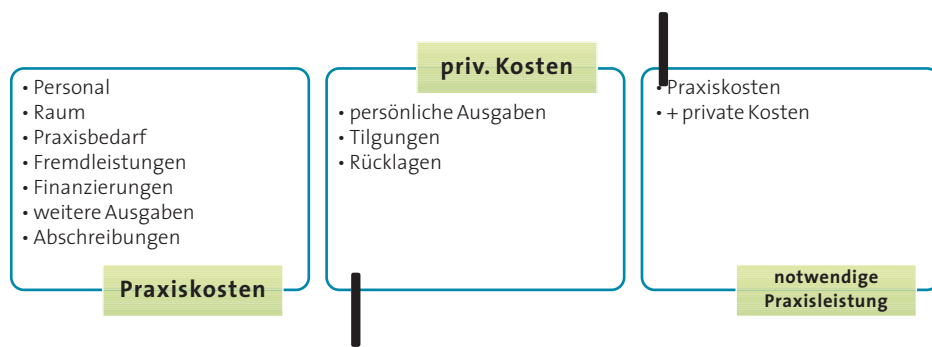 • Personal
• Raum
• Praxisbedarf
• Fremdleistungen
• Finanzierungen
• weitere Ausgaben
• Abschreibungen
Praxiskosten
priv. Kosten
• persönliche Ausgaben
• Tilgungen
• Rücklagen
• Praxiskosten
• + private Kosten
notwendige
Praxisleistung